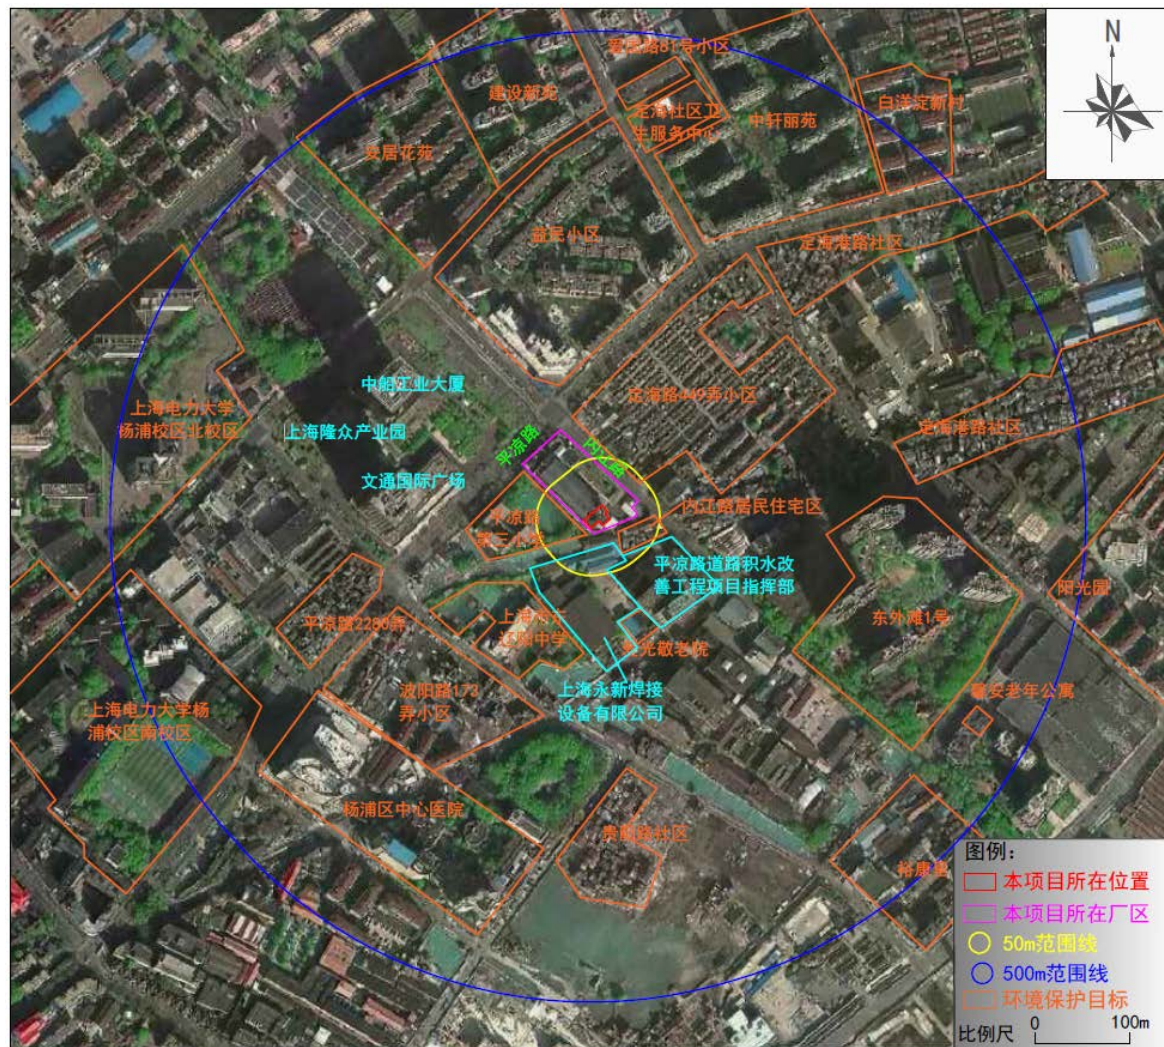 N
爱国路81号小区
建设新苑
定海社区卫
生服务中心
中轩丽苑
白洋淀新村
安居花苑
益民小区
定海港路社区
中船工业大厦
定海路449弄小区
上海电力大学
杨浦校区北校区
上海隆众产业园
平凉路
内江路
定海港路社区
文通国际广场
平凉路
第三小学
内江路居民住宅区
平凉路道路积水改
善工程项目指挥部
阳光园
平凉路2280弄
上海市
中学
东外滩1号
光敬老院
波阳路173
弄小区
上海永新焊接
设备有限公司
上海电力大学杨
浦校区南校区
安老年公寓
杨浦区中心医院
贵阳路社区
裕康里
图例：
本项目所在位置
本项目所在厂区
50m范围线
500m范围线
环境保护目标
比例尺 0 100m